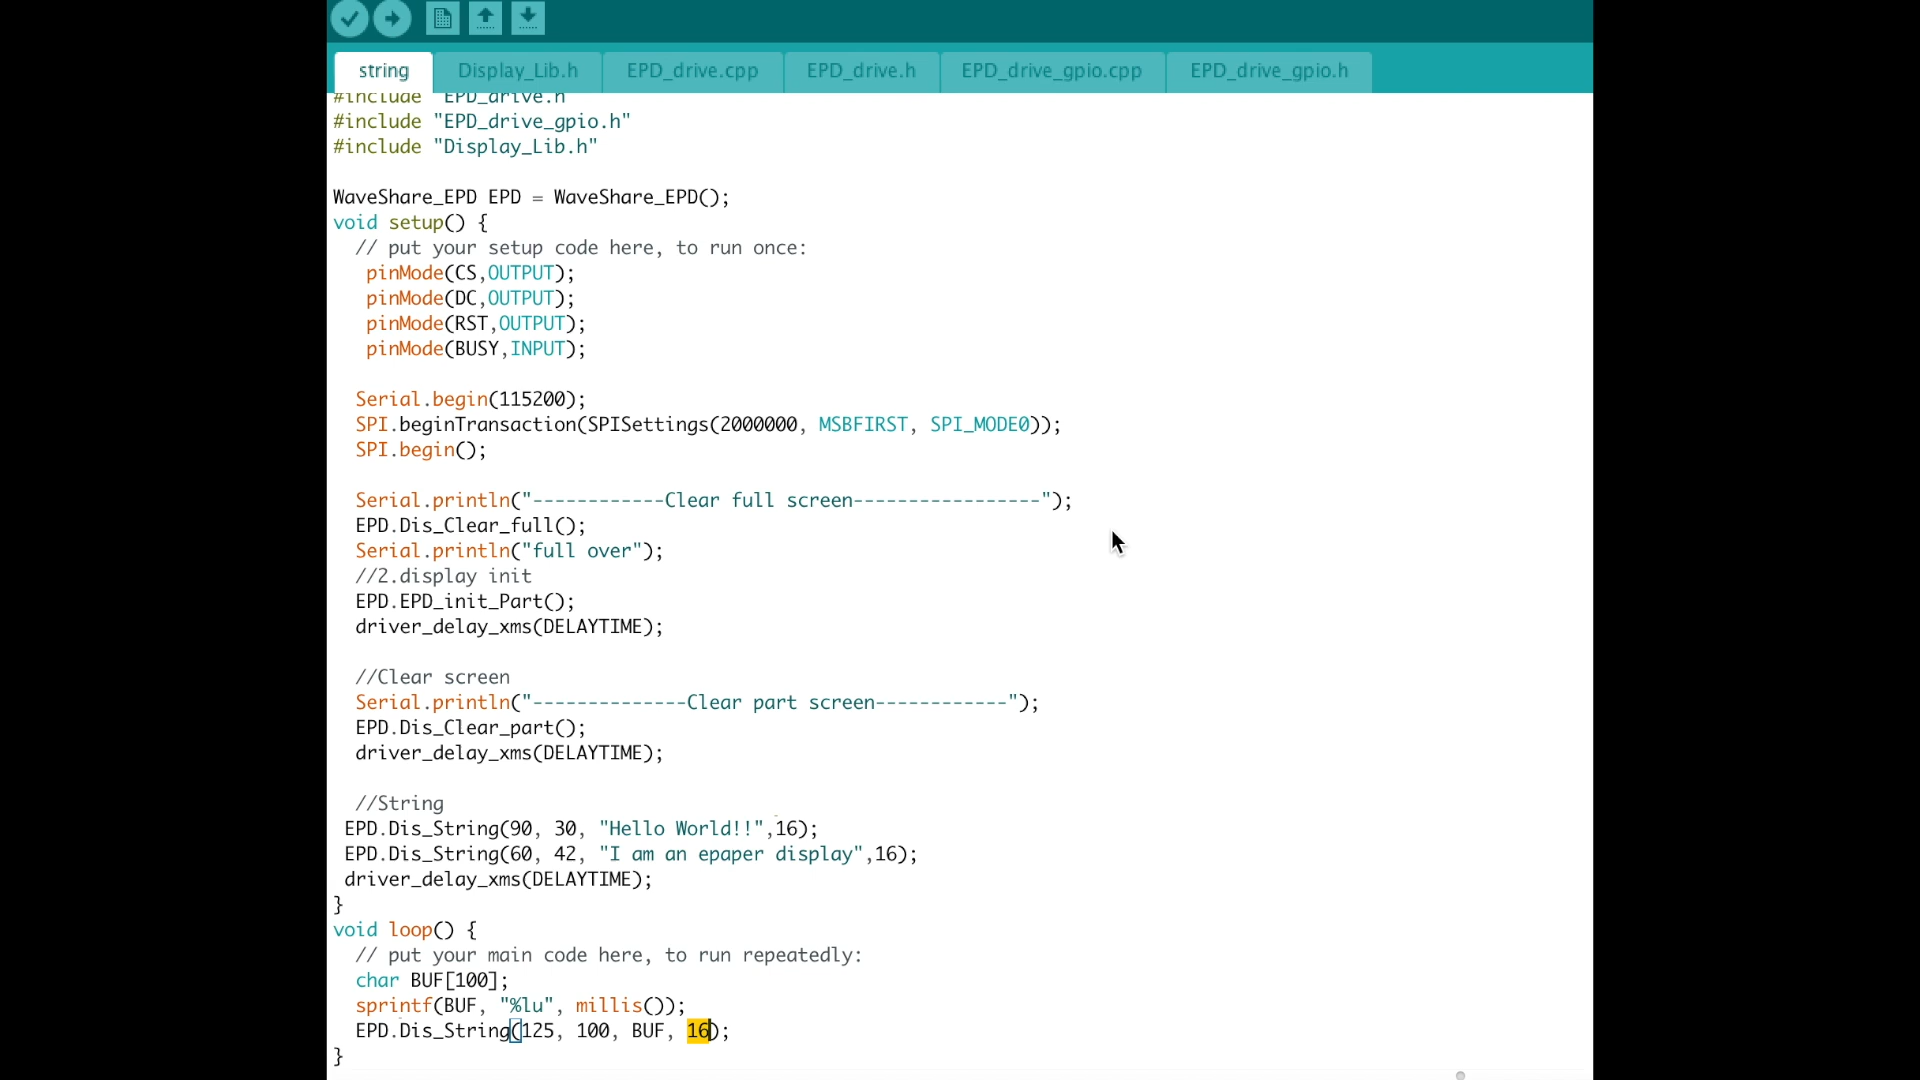 string Display_Lib.h EPD_drive.cpp EPD_drive.h EPD_drive_gpio.cpp EPD_drive_gpio.h
#include "EPD_drive.h"
#include "EPD_drive_gpio.h"
#include "Display_Lib.h"
WaveShare_EPD EPD = WaveShare_EPD();
void setup() {
// put your setup code here, to run once:
pinMode(CS,OUTPUT);
pinMode(DC,OUTPUT);
pinMode(RST,OUTPUT);
pinMode(BUSY,INPUT);
Serial.begin(115200);
SPI.beginTransaction(SPISettings(2000000, MSBFIRST, SPI_MODE0));
SPI.begin();
Serial.println("------------Clear full screen-----------------");
EPD.Dis_Clear_full();
Serial.println("full over");
//2.display init
EPD.EPD_init_Part();
driver_delay_xms(DELAYTIME);
//Clear screen
Serial.println("--------------Clear part screen------------");
EPD.Dis_Clear_part();
driver_delay_xms(DELAYTIME);
//String
EPD.Dis_String(90, 30, "Hello World!!",16);
EPD.Dis_String(60, 42, "I am an epaper display",16);
driver_delay_xms(DELAYTIME);
}
void loop() {
// put your main code here, to run repeatedly:
char BUF[100];
sprintf(BUF, "%lu", millis());
EPD.Dis_String(125, 100, BUF, 16);
}